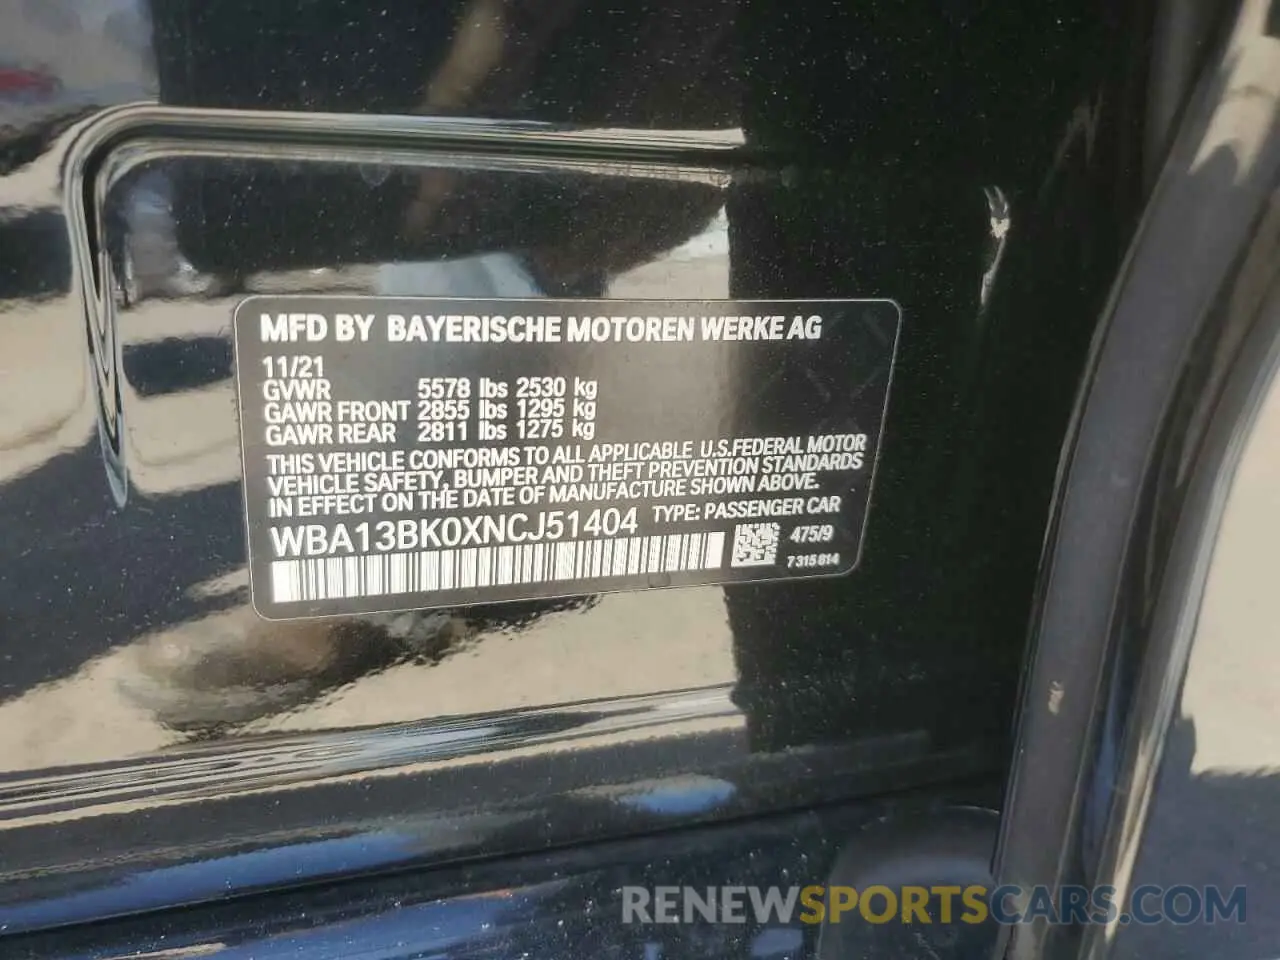 MFD BY BAYERISCHE MOTOREN WERKE AG
11/21
GVWR 5578 lbs 2530 kg
GAWR FRONT 2855 lbs 1295 kg
GAWR REAR 2811 lbs 1275 kg
THIS VEHICLE CONFORMS TO ALL APPLICABLE U.S.FEDERAL MOTOR
VEHICLE SAFETY, BUMPER AND THEFT PREVENTION STANDARDS
IN EFFECT ON THE DATE OF MANUFACTURE SHOWN ABOVE.
WBA13BK0XNCJ51404 TYPE: PASSENGER CAR
475/9
7315814
RENEWSPORTSCARS.COM